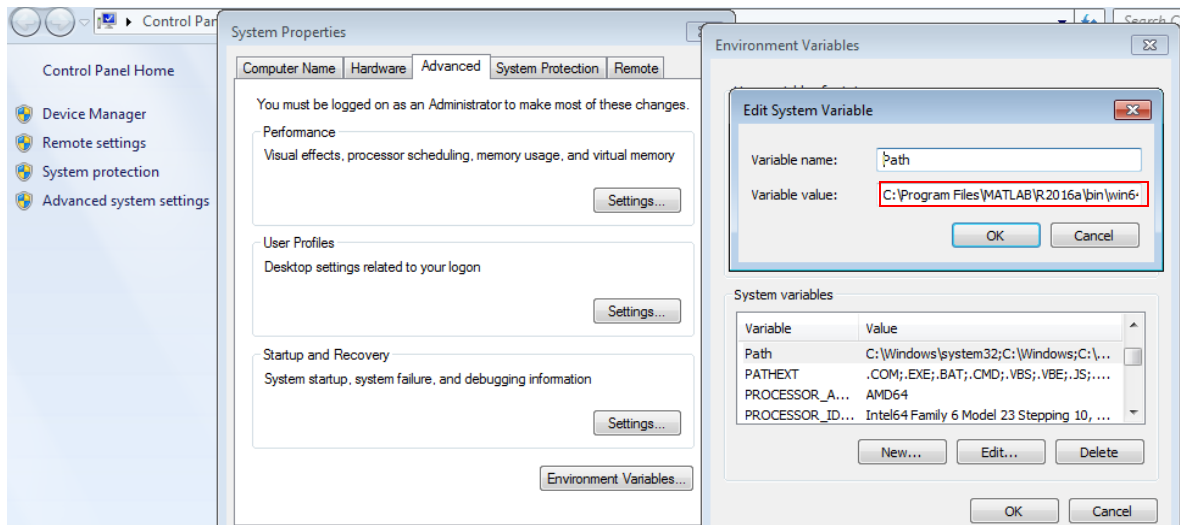 Control Par
Search C
Control Panel Home
Device Manager
Remote settings
System protection
Advanced system settings
System Properties
Computer Name Hardware Advanced System Protection Remote
You must be logged on as an Administrator to make most of these changes.
Performance
Visual effects, processor scheduling, memory usage, and virtual memory
Settings...
User Profiles
Desktop settings related to your logon
Settings...
Startup and Recovery
System startup, system failure, and debugging information
Settings...
Environment Variables...
Environment Variables
Edit System Variable
Variable name: Path
Variable value: C:\Program Files\MATLAB\R2016a\bin\win6
OK Cancel
System variables
Variable Value
Path C:\Windows\system32;C:\Windows;C:\...
PATHEXT .COM;.EXE;.BAT;.CMD;.VBS;.VBE;.JS;....
PROCESSOR_A... AMD64
PROCESSOR_ID... Intel64 Family 6 Model 23 Stepping 10, ...
New... Edit... Delete
OK Cancel